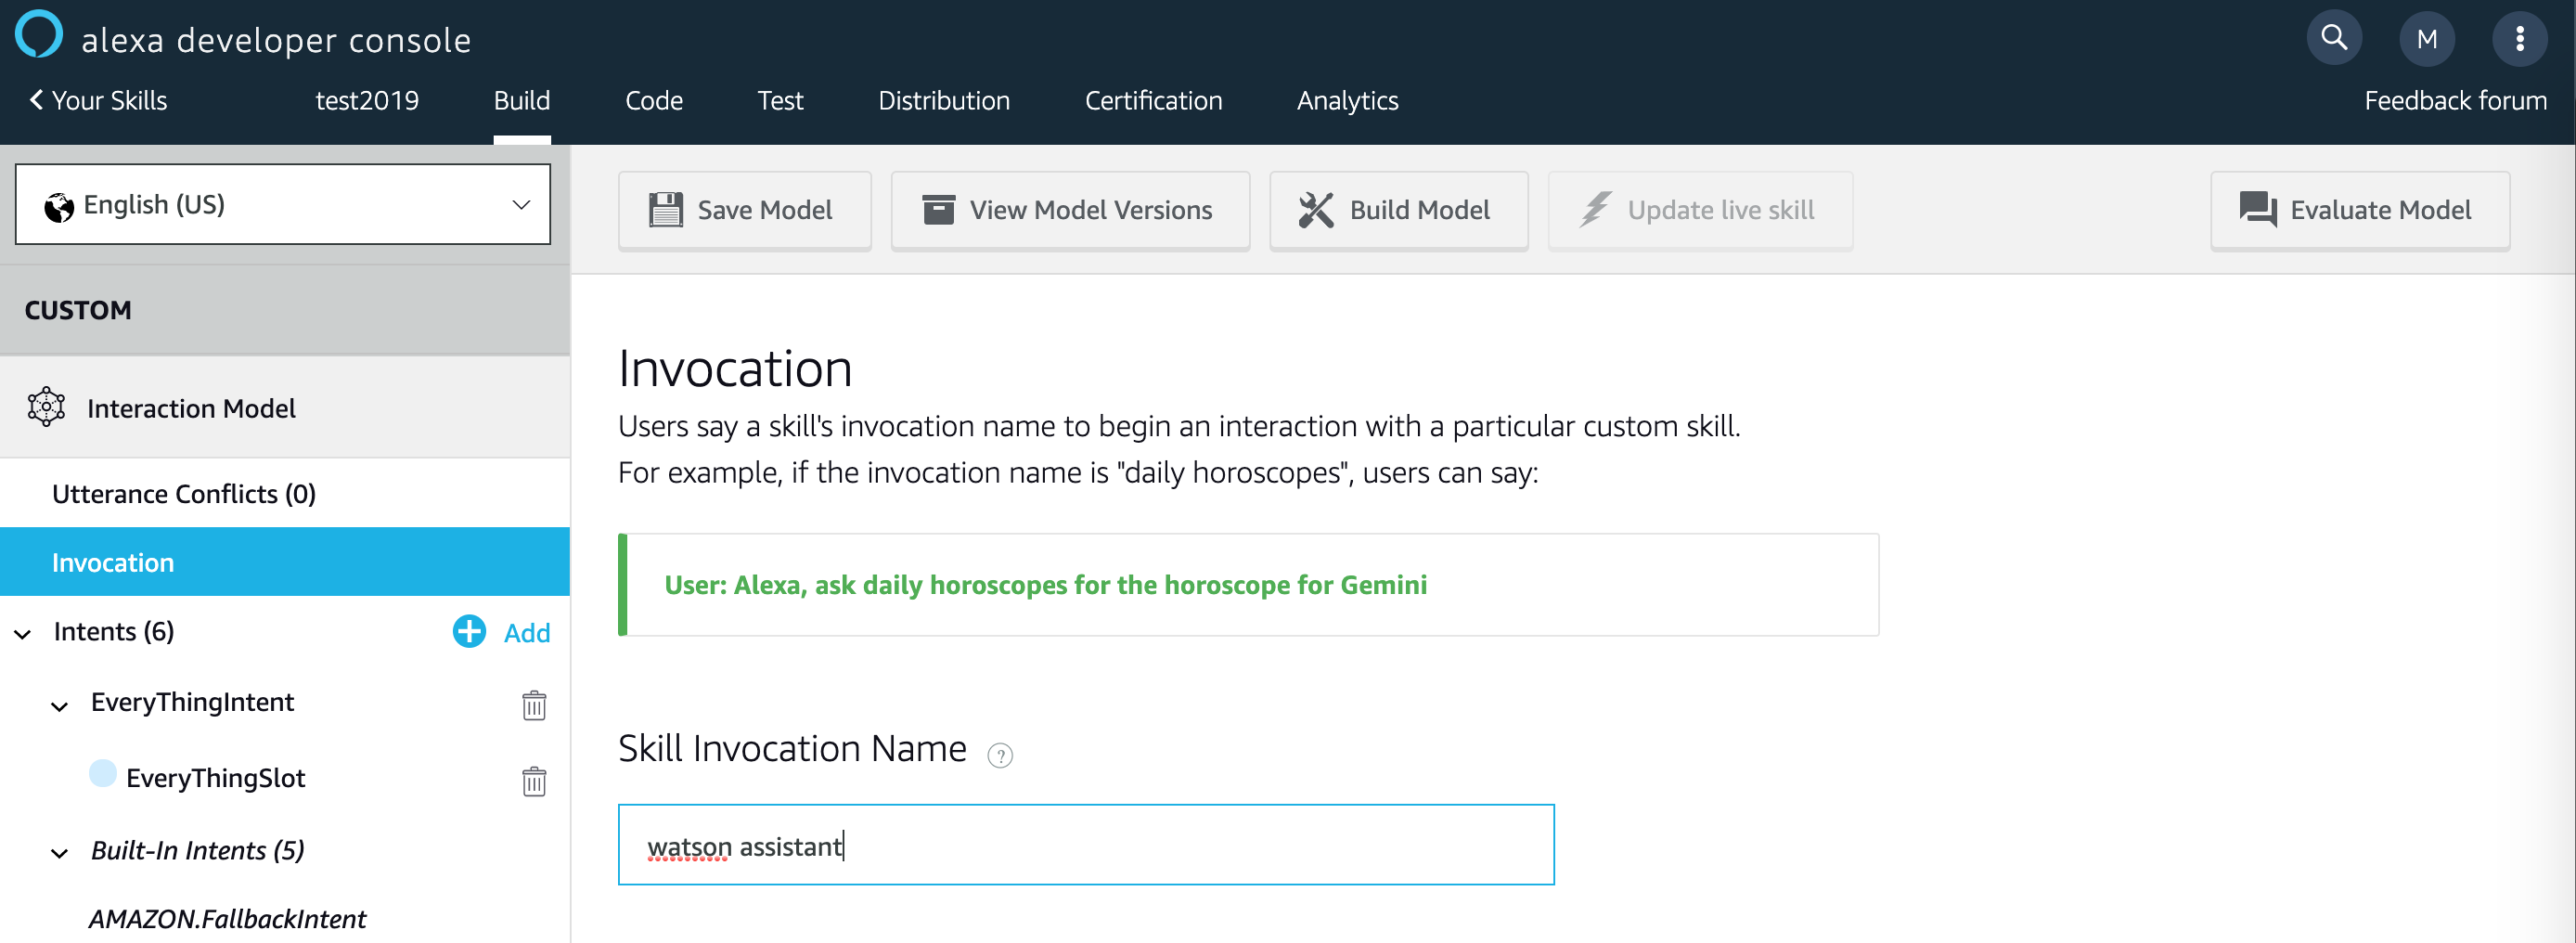 alexa developer console
M
Your Skills
test2019
Build
Code
Test
Distribution
Certification
Analytics
Feedback forum
English (US)
Save Model
View Model Versions
Build Model
Update live skill
Evaluate Model
CUSTOM
Interaction Model
Utterance Conflicts (0)
Invocation
Intents (6)
Add
EveryThingIntent
EveryThingSlot
Built-In Intents (5)
AMAZON.FallbackIntent
Invocation
Users say a skill's invocation name to begin an interaction with a particular custom skill.
For example, if the invocation name is "daily horoscopes", users can say:
User: Alexa, ask daily horoscopes for the horoscope for Gemini
Skill Invocation Name ?
watson assistant